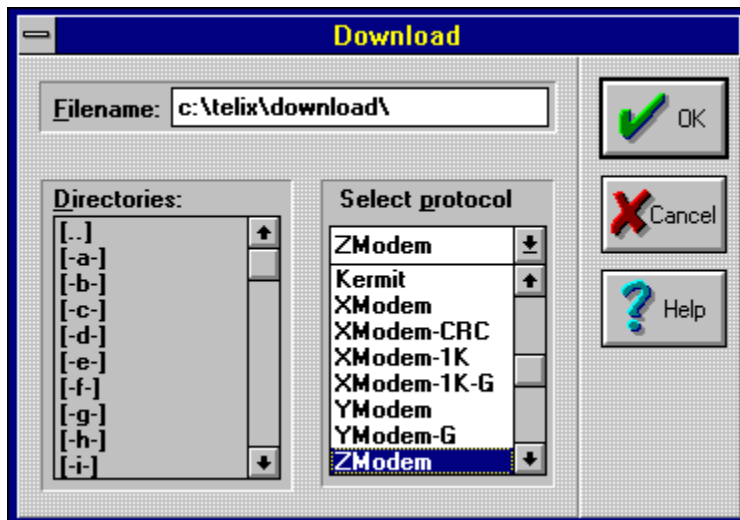 Download
Filename: c:\telix\download\
OK
Cancel
Help
Directories:
[..]
[-a-]
[-b-]
[-c-]
[-d-]
[-e-]
[-f-]
[-g-]
[-h-]
[-i-]
Select protocol
ZModem
Kermit
XModem
XModem-CRC
XModem-1K
XModem-1K-G
YModem
YModem-G
ZModem